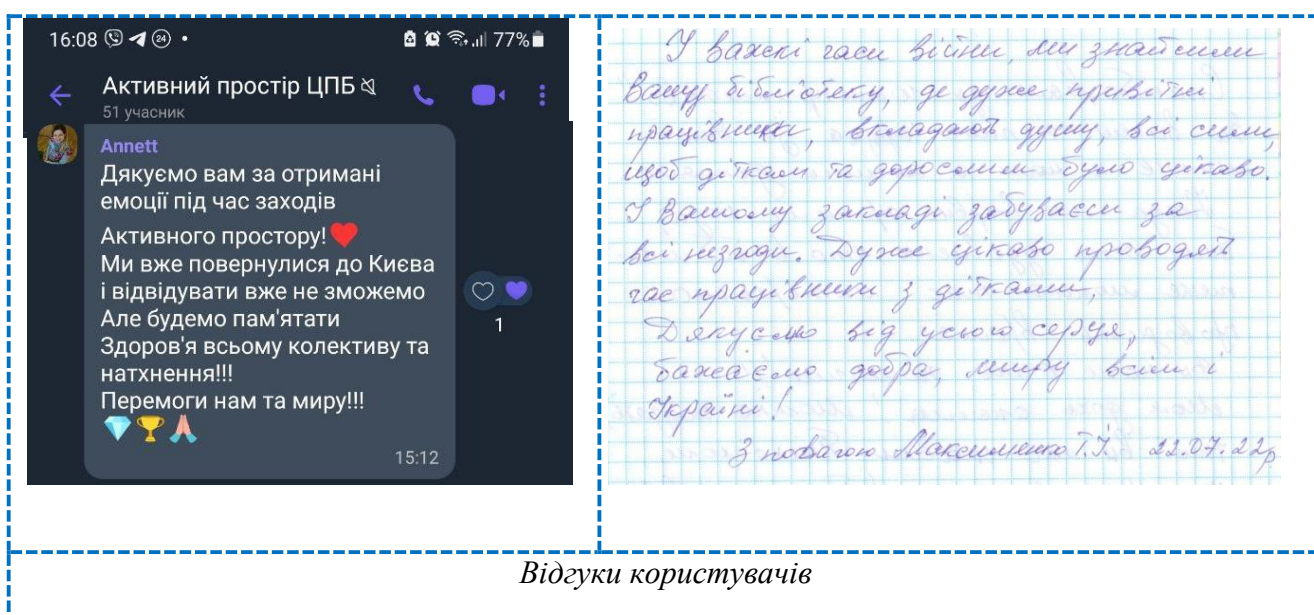 16:08 24 77%
Активний простір ЦПБ
51 учасник
Annett
Дякуємо вам за отримані
емоції під час заходів
Активного простору!❤️
Ми вже повернулися до Києва
і відвідувати вже не зможемо
Але будемо пам'ятати
Здоров'я всьому колективу та
натхнення!!!
Перемоги нам та миру!!!
💎🏆🙏
15:12
1
У важкі часи війни, ми знайшли
Вашу бібліотеку, де дуже привітні
працівники, вкладають душу, всі сили,
щоб діткам та дорослим було цікаво.
У Вашому закладі забуваєш за
всі незгоди. Дуже цікаво проводять
час працівники з дітками.
Дякуємо від усього серця,
бажаємо добра, миру всім і
Україні!
З повагою Максименко Т.І. 22.07.22р
Відгуки користувачів